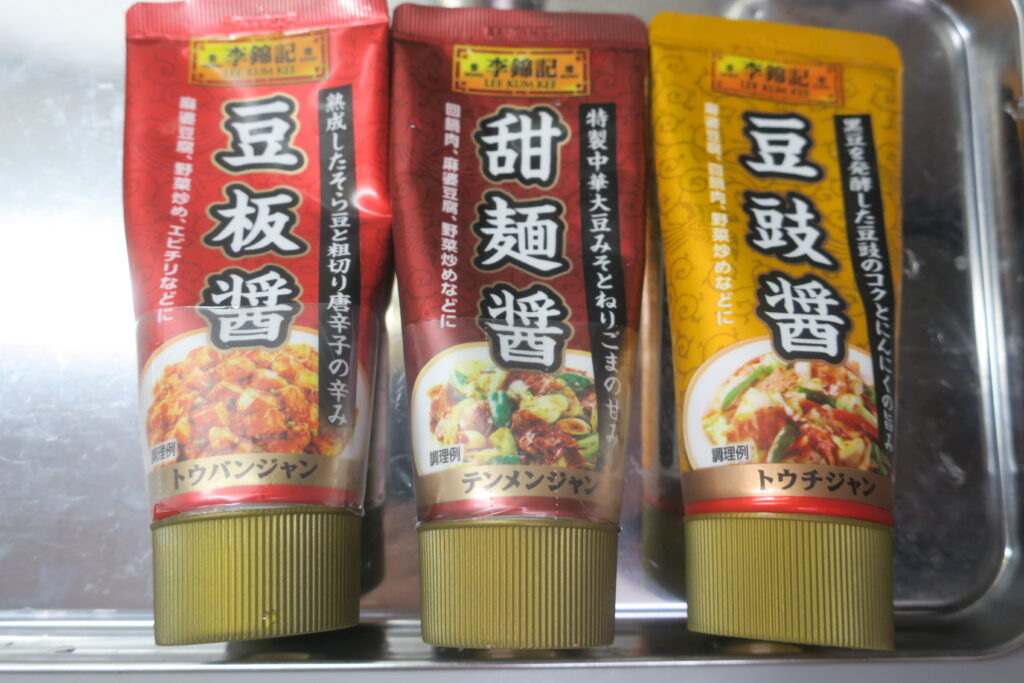 李錦記
LEE KUM KEE
豆板醤
熟成したそら豆と粗切り唐辛子の辛み
麻婆豆腐、野菜炒め、エビチリなどに
調理例
トウバンジャン
李錦記
LEE KUM KEE
甜麺醤
特製中華大豆みそとねりごまの甘み
回鍋肉、麻婆豆腐、野菜炒めなどに
調理例
テンメンジャン
李錦記
LEE KUM KEE
豆豉醤
黒豆を発酵した豆豉のコクとにんにくの旨み
麻婆豆腐、回鍋肉、野菜炒めなどに
調理例
トウチジャン